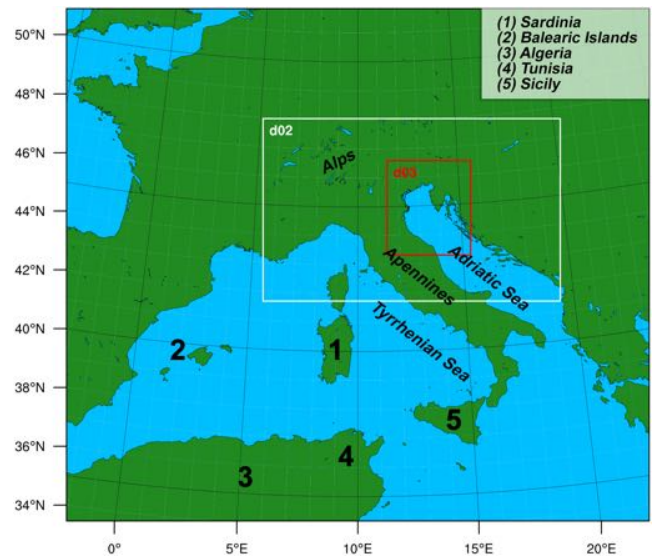 50°N
48°N
46°N
44°N
42°N
40°N
38°N
36°N
34°N
(1) Sardinia
(2) Balearic Islands
(3) Algeria
(4) Tunisia
(5) Sicily
d02
Alps
d03
Apennines
Adriatic Sea
Tyrrhenian Sea
2
1
5
4
3
0°
5°E
10°E
15°E
20°E